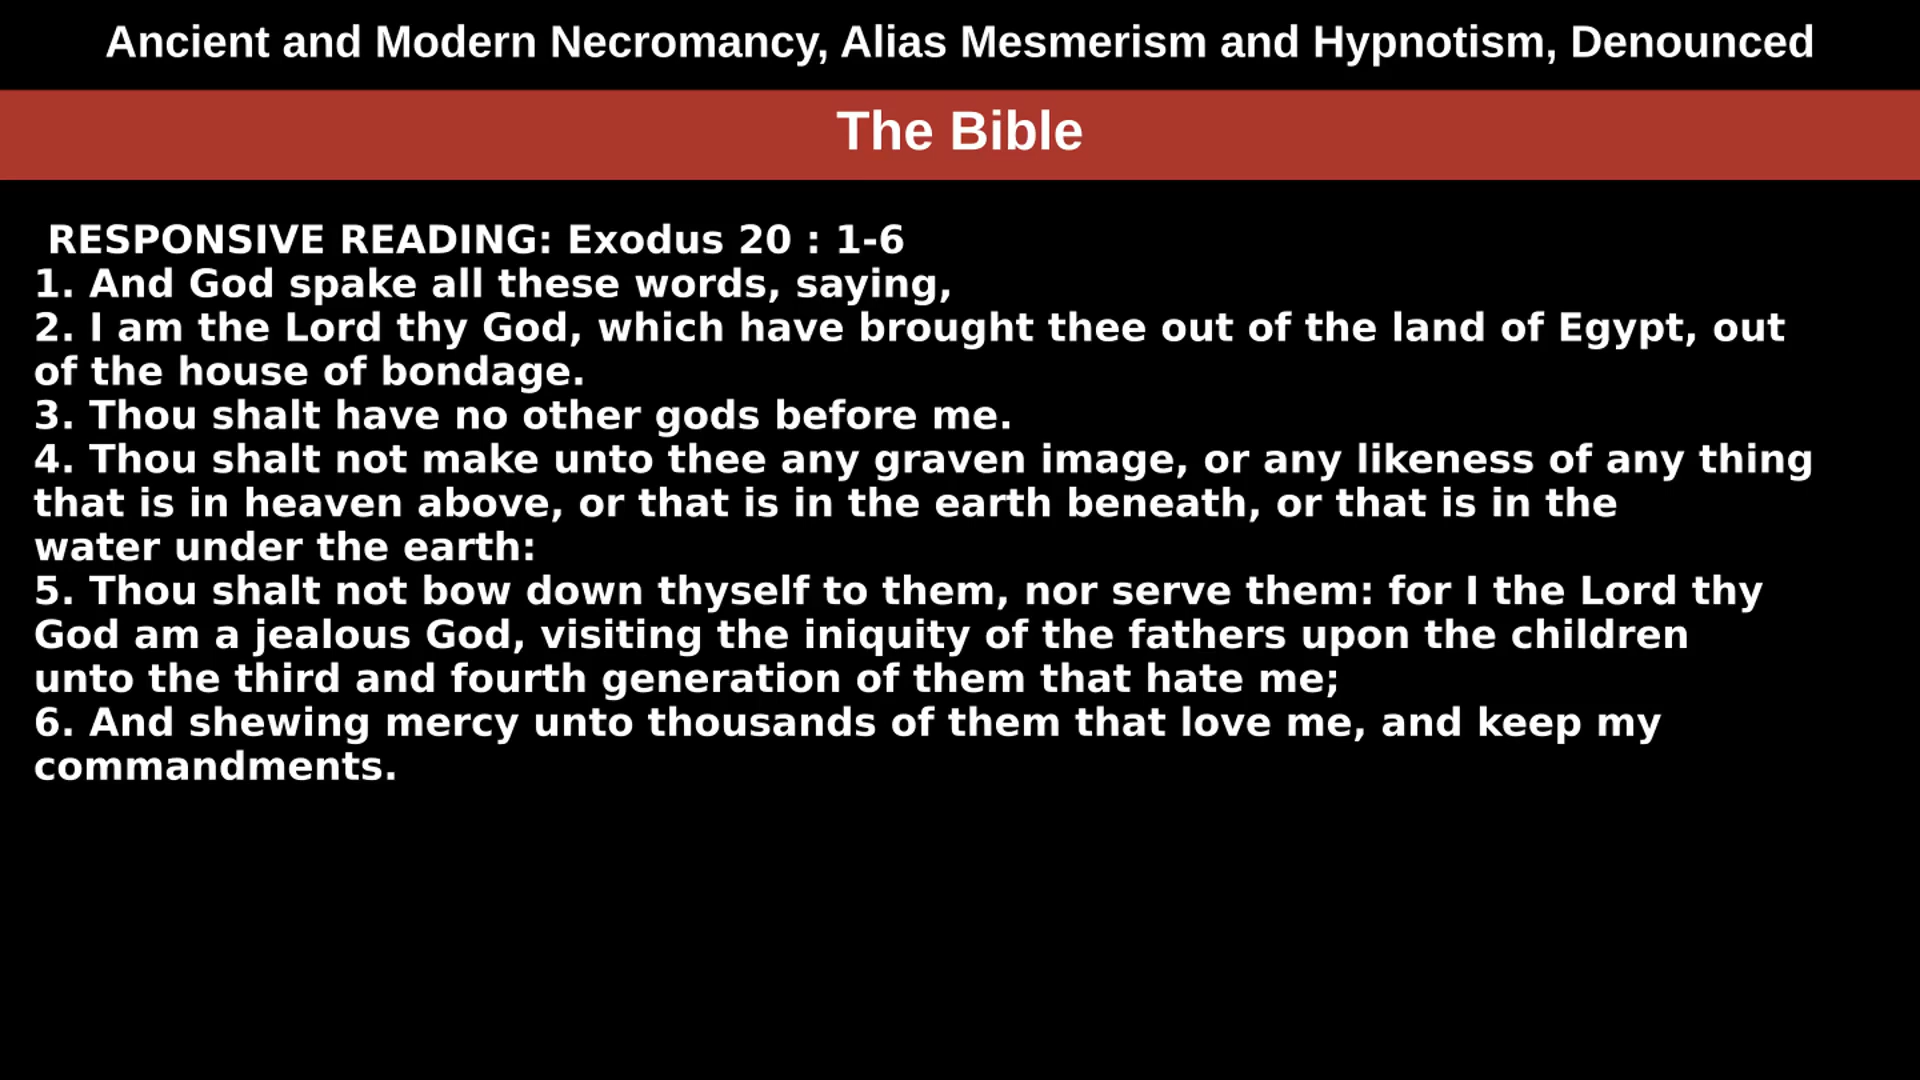 Ancient and Modern Necromancy, Alias Mesmerism and Hypnotism, Denounced
The Bible
RESPONSIVE READING: Exodus 20 : 1-6
1. And God spake all these words, saying,
2. I am the Lord thy God, which have brought thee out of the land of Egypt, out
of the house of bondage.
3. Thou shalt have no other gods before me.
4. Thou shalt not make unto thee any graven image, or any likeness of any thing
that is in heaven above, or that is in the earth beneath, or that is in the
water under the earth:
5. Thou shalt not bow down thyself to them, nor serve them: for I the Lord thy
God am a jealous God, visiting the iniquity of the fathers upon the children
unto the third and fourth generation of them that hate me;
6. And shewing mercy unto thousands of them that love me, and keep my
commandments.